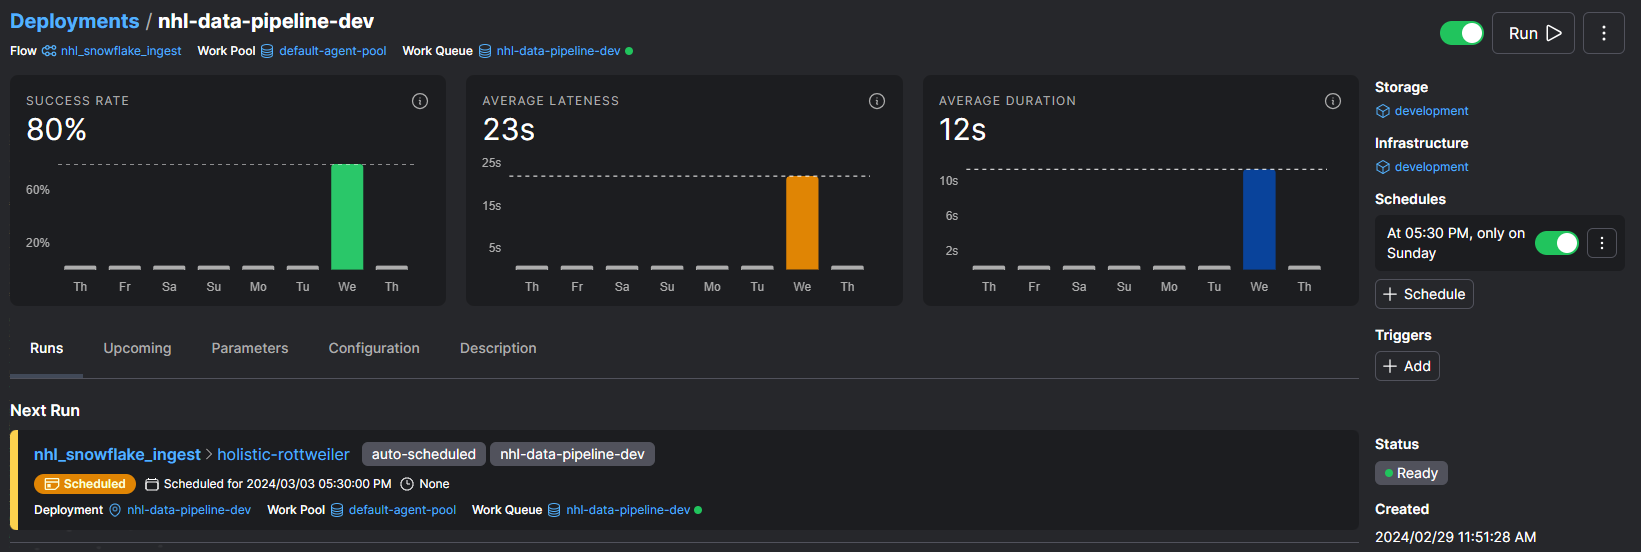 Deployments / nhl-data-pipeline-dev
Flow nhl_snowflake_ingest Work Pool default-agent-pool Work Queue nhl-data-pipeline-dev
Run
SUCCESS RATE
80%
60%
20%
Th Fr Sa Su Mo Tu We Th
AVERAGE LATENESS
23s
25s
15s
5s
Th Fr Sa Su Mo Tu We Th
AVERAGE DURATION
12s
10s
6s
2s
Th Fr Sa Su Mo Tu We Th
Runs Upcoming Parameters Configuration Description
Next Run
nhl_snowflake_ingest > holistic-rottweiler auto-scheduled nhl-data-pipeline-dev
Scheduled Scheduled for 2024/03/03 05:30:00 PM None
Deployment nhl-data-pipeline-dev Work Pool default-agent-pool Work Queue nhl-data-pipeline-dev
Storage
development
Infrastructure
development
Schedules
At 05:30 PM, only on
Sunday
+ Schedule
Triggers
+ Add
Status
Ready
Created
2024/02/29 11:51:28 AM